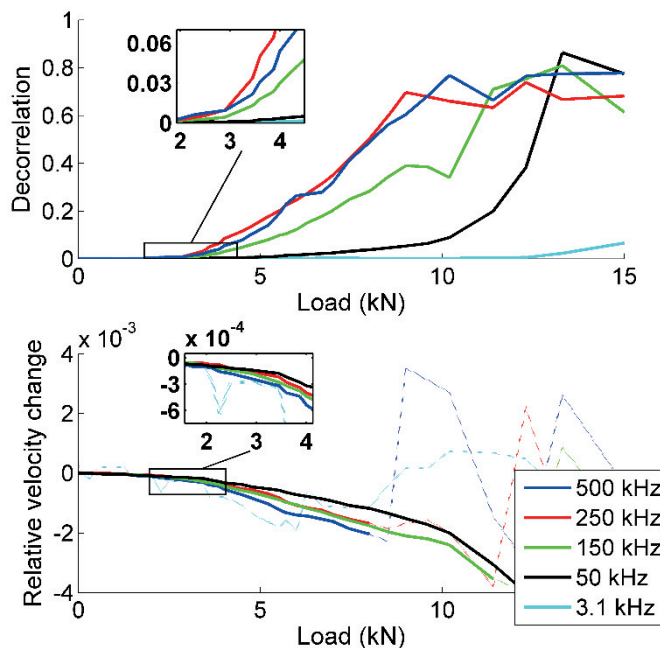 Decorrelation
1
0.8
0.6
0.4
0.2
0
0.06
0.03
0
2 3 4
0 5 10 15
Load (kN)
Relative velocity change
x 10-3
4
2
0
-2
-4
x 10-4
0
-3
-6
2 3 4
500 kHz
250 kHz
150 kHz
50 kHz
3.1 kHz
0 5 10
Load (kN)